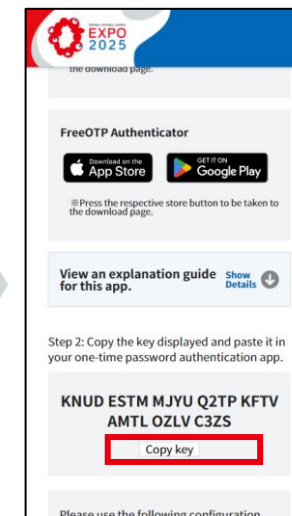 OSAKA, KANSAI, JAPAN
EXPO
2025
the download page.
FreeOTP Authenticator
Download on the
App Store
GET IT ON
Google Play
※Press the respective store button to be taken to
the download page.
View an explanation guide
for this app.
Show
Details
Step 2: Copy the key displayed and paste it in
your one-time password authentication app.
KNUD ESTM MJYU Q2TP KFTV
AMTL OZLV C3ZS
Copy key
Please use the following configuration